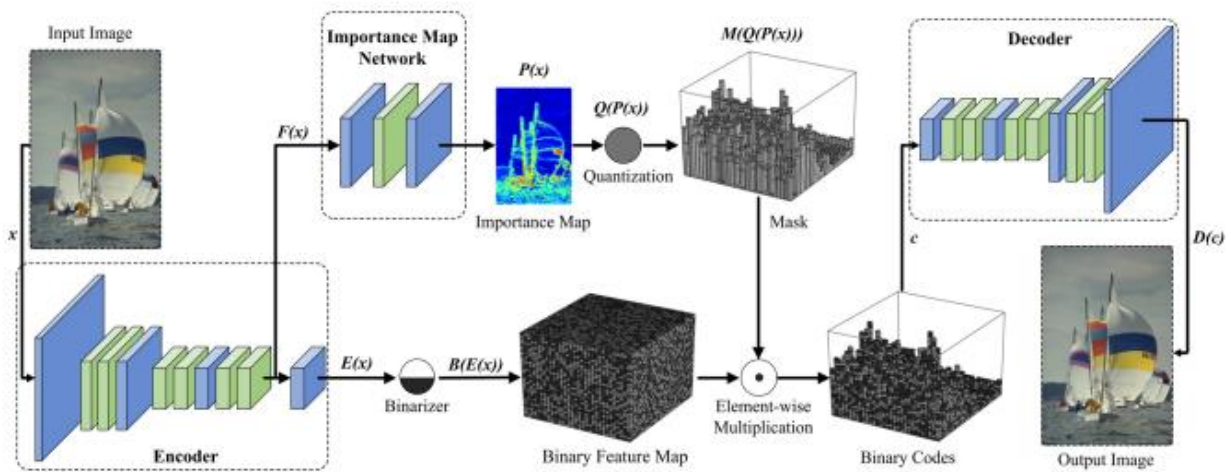 Input Image
Importance Map
Network
P(x)
Q(P(x))
M(Q(P(x)))
Decoder
F(x)
Quantization
Importance Map
Mask
x
c
D(c)
E(x)
B(E(x))
Binarizer
Element-wise
Multiplication
Encoder
Binary Feature Map
Binary Codes
Output Image